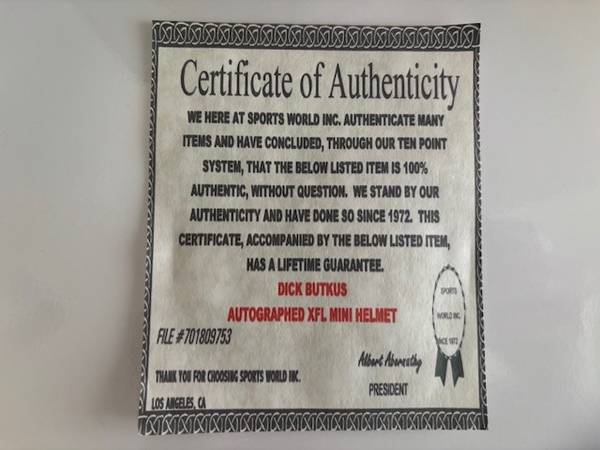 Certificate of Authenticity
WE HERE AT SPORTS WORLD INC. AUTHENTICATE MANY
ITEMS AND HAVE CONCLUDED, THROUGH OUR TEN POINT
SYSTEM, THAT THE BELOW LISTED ITEM IS 100%
AUTHENTIC, WITHOUT QUESTION. WE STAND BY OUR
AUTHENTICITY AND HAVE DONE SO SINCE 1972. THIS
CERTIFICATE, ACCOMPANIED BY THE BELOW LISTED ITEM,
HAS A LIFETIME GUARANTEE.
DICK BUTKUS
AUTOGRAPHED XFL MINI HELMET
SPORTS
WORLD INC.
NCE 1972
FILE #701809753
Albert Abernathy
PRESIDENT
THANK YOU FOR CHOOSING SPORTS WORLD INC.
LOS ANGELES, CA